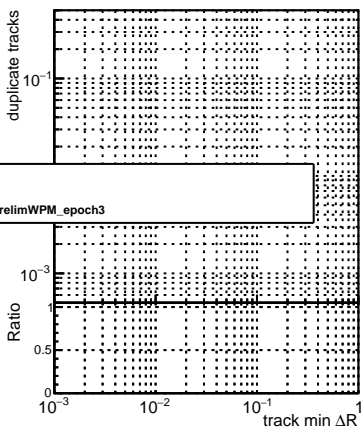 duplicate tracks
10⁻¹
relimWPM_epoch3
10⁻³
Ratio
1
0.5
0
10⁻³ 10⁻² 10⁻¹ 1
track min ΔR